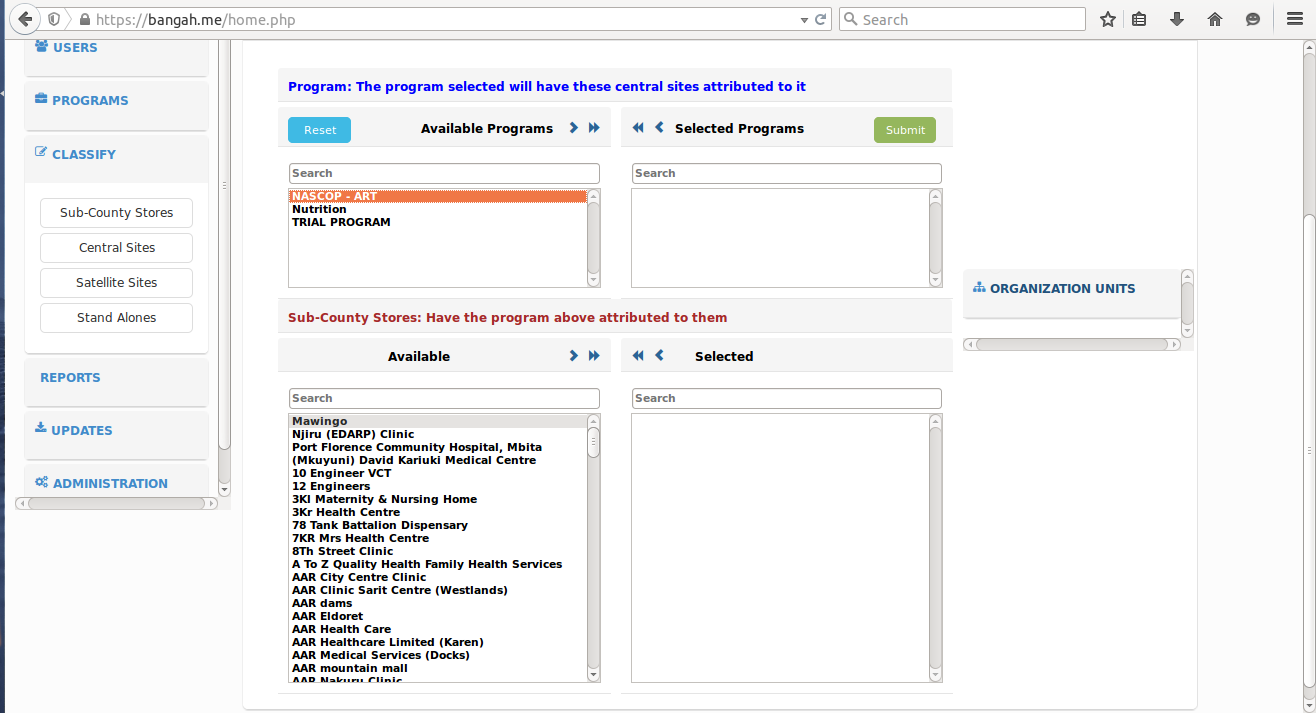 https://bangah.me/home.php
Search
USERS
PROGRAMS
CLASSIFY
Sub-County Stores
Central Sites
Satellite Sites
Stand Alones
REPORTS
UPDATES
ADMINISTRATION
Program: The program selected will have these central sites attributed to it
Reset
Available Programs
Selected Programs
Submit
Search
Search
NASCOP - ART
Nutrition
TRIAL PROGRAM
Sub-County Stores: Have the program above attributed to them
Available
Selected
Search
Search
Mawingo
Njiru (EDARP) Clinic
Port Florence Community Hospital, Mbita
(Mkuyuni) David Kariuki Medical Centre
10 Engineer VCT
12 Engineers
3KI Maternity & Nursing Home
3Kr Health Centre
78 Tank Battalion Dispensary
7KR Mrs Health Centre
8Th Street Clinic
A To Z Quality Health Family Health Services
AAR City Centre Clinic
AAR Clinic Sarit Centre (Westlands)
AAR dams
AAR Eldoret
AAR Health Care
AAR Healthcare Limited (Karen)
AAR Medical Services (Docks)
AAR mountain mall
AAR Nakuru Clinic
ORGANIZATION UNITS